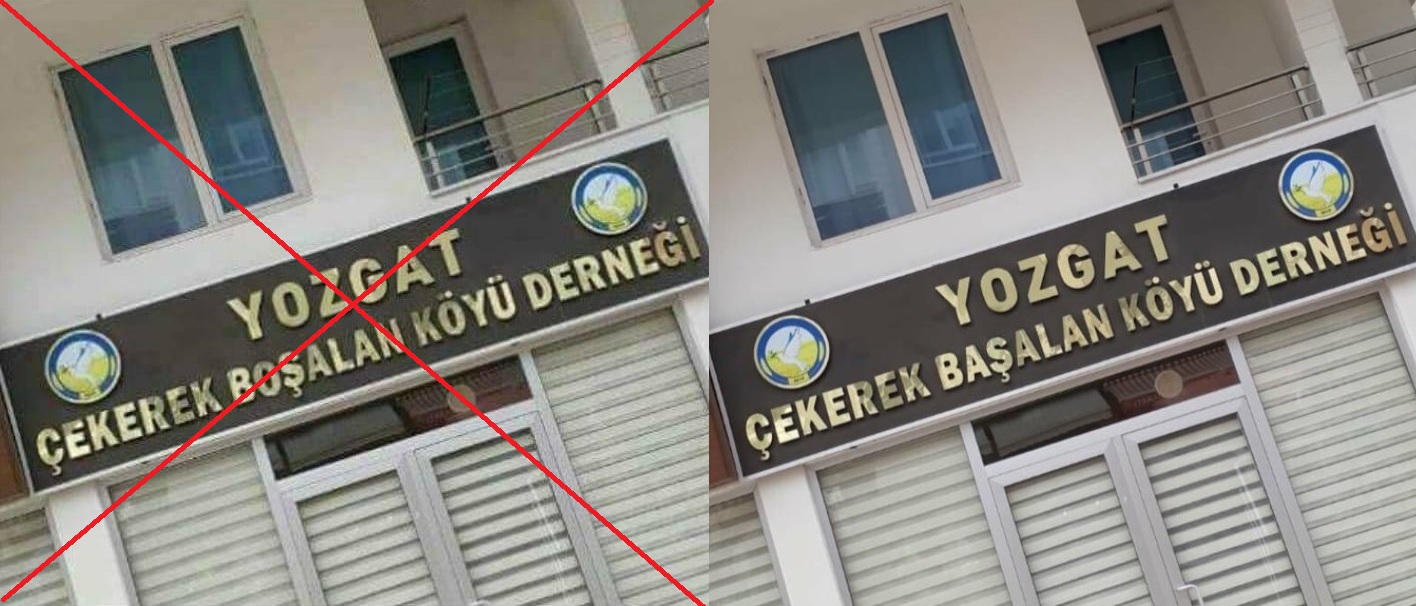 YOZGAT
ÇEKEREK BOŞALAN KÖYÜ DERNEĞİ
YOZGAT
ÇEKEREK BAŞALAN KÖYÜ DERNEĞİ